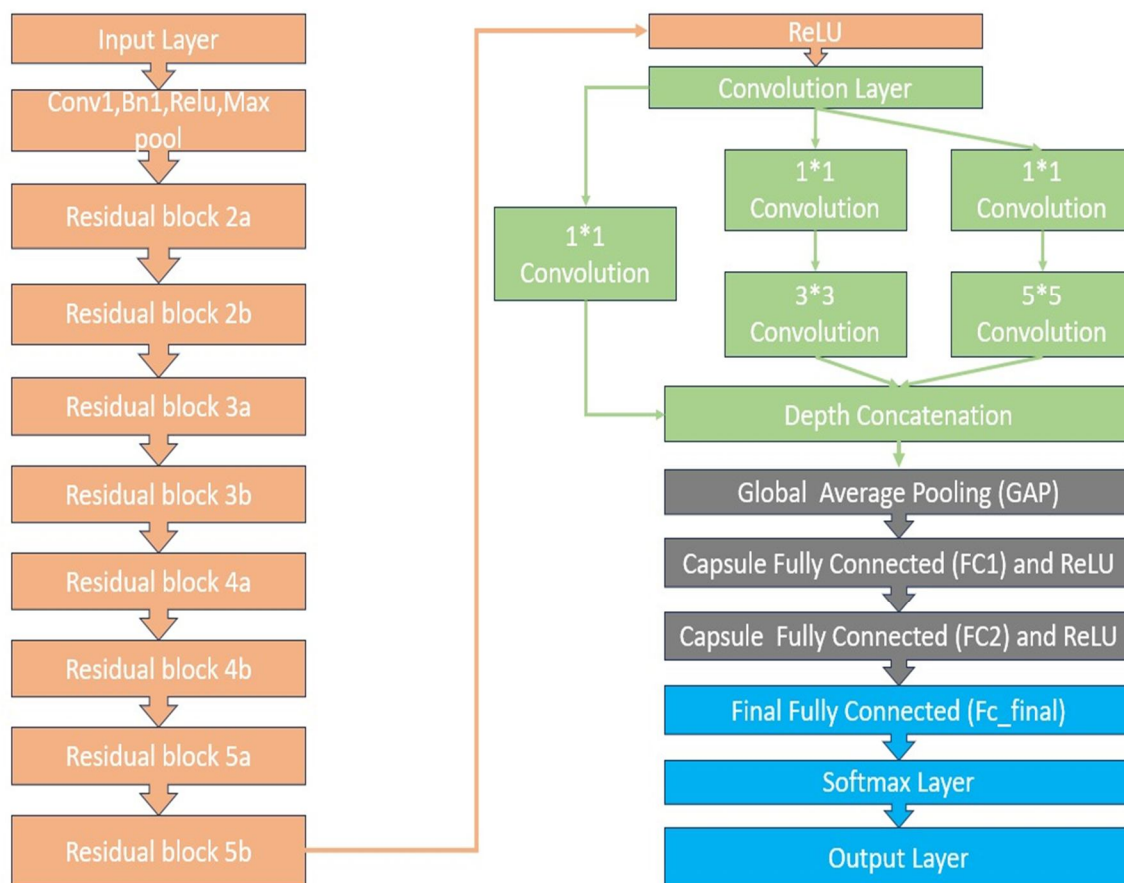 Input Layer
Conv1,Bn1,Relu,Max
pool
Residual block 2a
Residual block 2b
Residual block 3a
Residual block 3b
Residual block 4a
Residual block 4b
Residual block 5a
Residual block 5b
ReLU
Convolution Layer
1*1
Convolution
1*1
Convolution
3*3
Convolution
1*1
Convolution
5*5
Convolution
Depth Concatenation
Global Average Pooling (GAP)
Capsule Fully Connected (FC1) and ReLU
Capsule Fully Connected (FC2) and ReLU
Final Fully Connected (Fc_final)
Softmax Layer
Output Layer